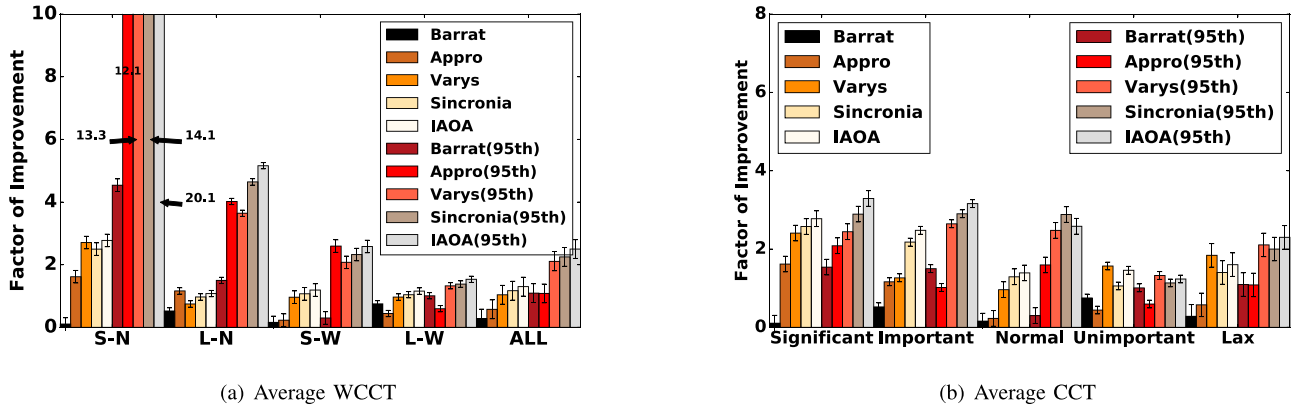 Factor of Improvement
10
8
6
4
2
0
12.1
13.3
14.1
20.1
Barrat
Appro
Varys
Sincronia
IAOA
Barrat(95th)
Appro(95th)
Varys(95th)
Sincronia(95th)
IAOA(95th)
S-N L-N S-W L-W ALL
(a) Average WCCT
Factor of Improvement
8
6
4
2
0
Barrat
Appro
Varys
Sincronia
IAOA
Barrat(95th)
Appro(95th)
Varys(95th)
Sincronia(95th)
IAOA(95th)
Significant Important Normal Unimportant Lax
(b) Average CCT